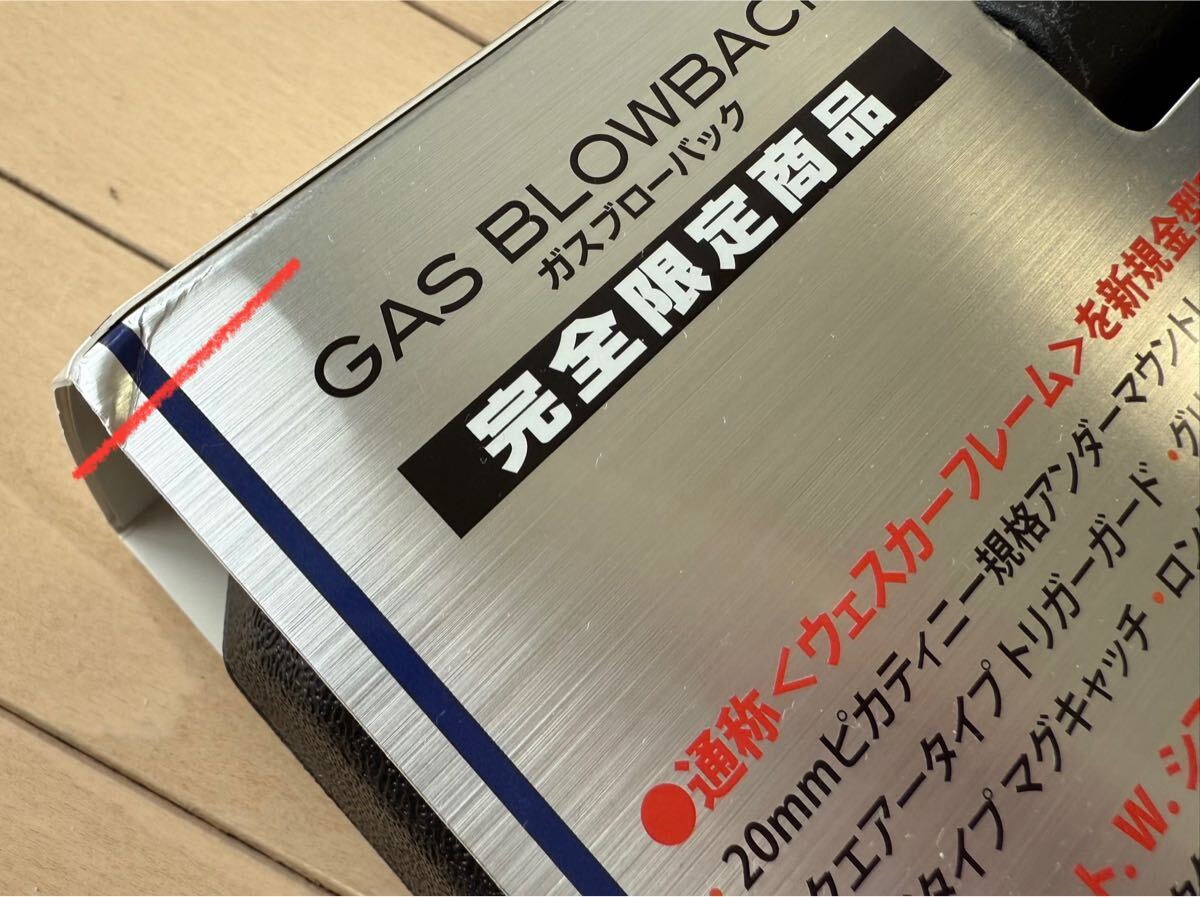 GAS BLOWBACK
ガスブローバック
完全限定商品
●通称<ウェスカーフレーム>を新規金型
・20mmピカティニー規格アンダーマウント
クエアータイプ トリガーガード ・グ
タイプ マグキャッチ ・ロン
ト. W. シ